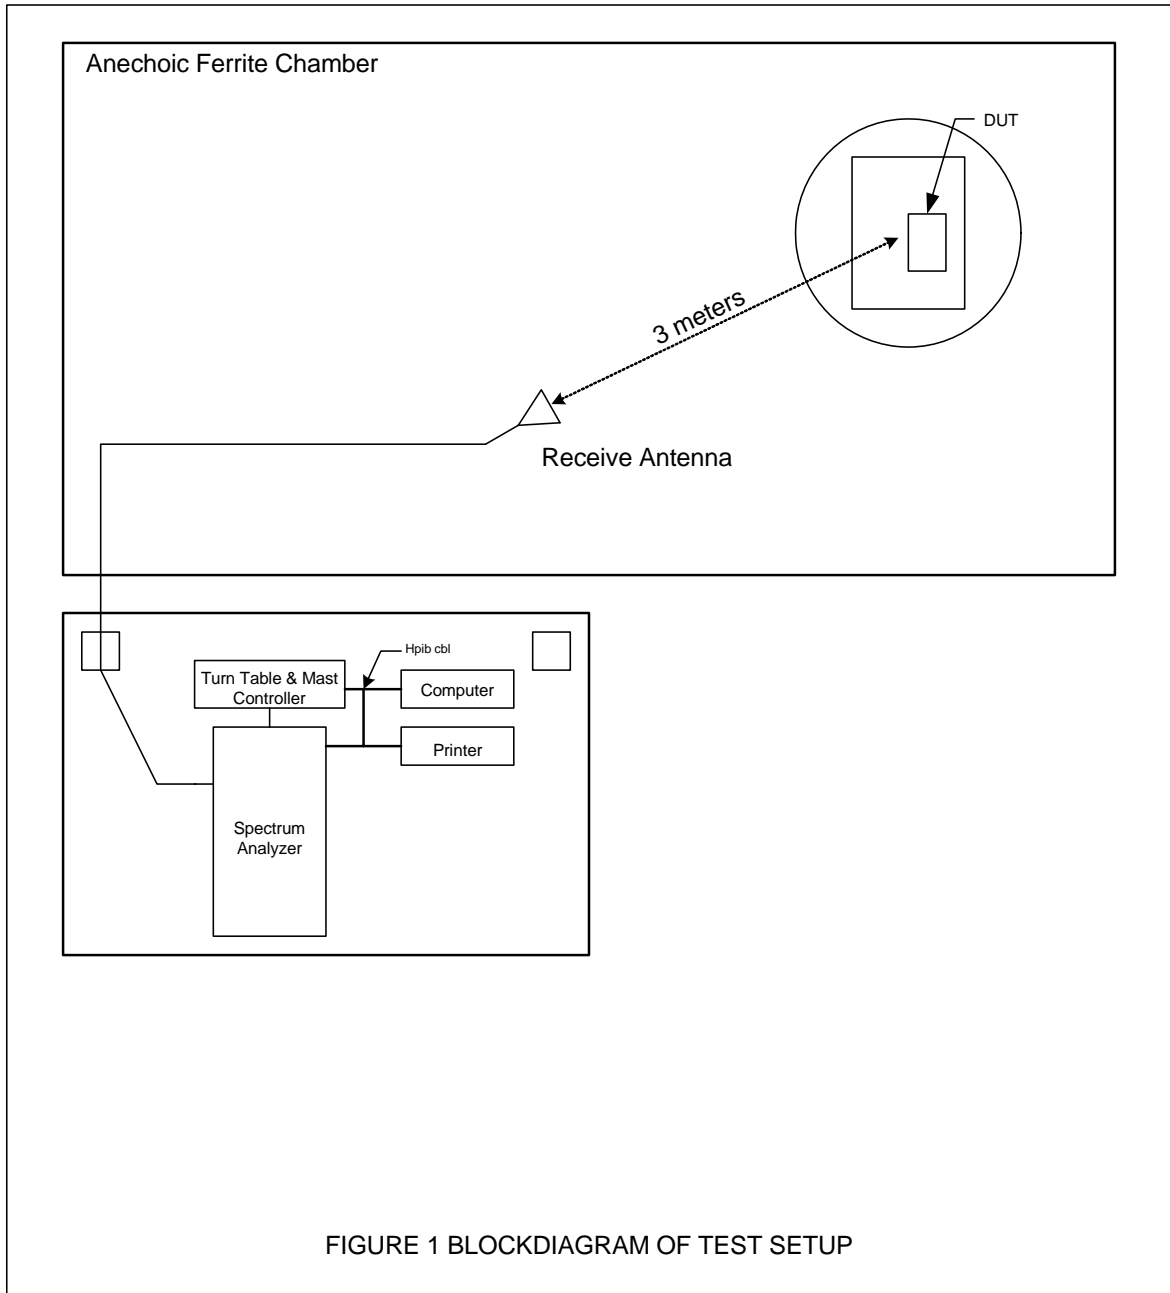 Anechoic Ferrite Chamber
DUT
3 meters
Receive Antenna
Hpib cbl
Turn Table & Mast
Controller
Computer
Printer
Spectrum
Analyzer
FIGURE 1 BLOCKDIAGRAM OF TEST SETUP